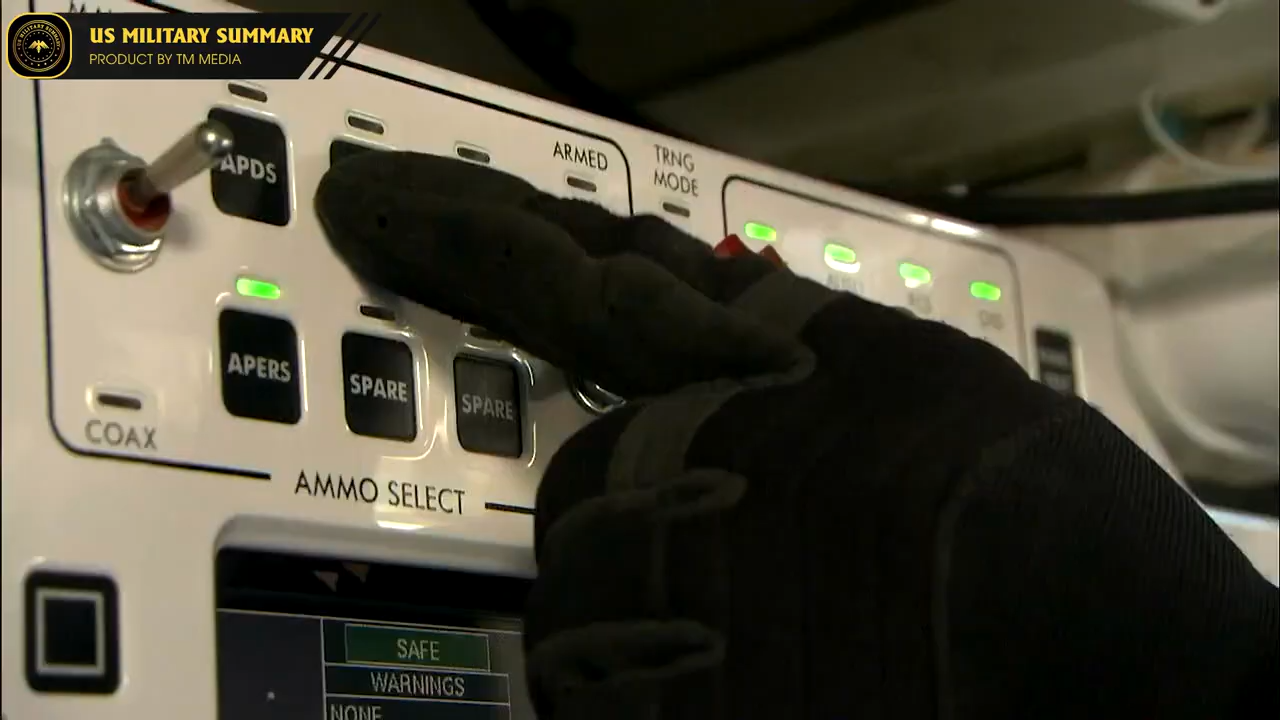 US MILITARY SUMMARY
PRODUCT BY TM MEDIA
ARMED
TRNG
MODE
APDS
APERS
SPARE
SPARE
COAX
AMMO SELECT
SAFE
WARNINGS
NONE